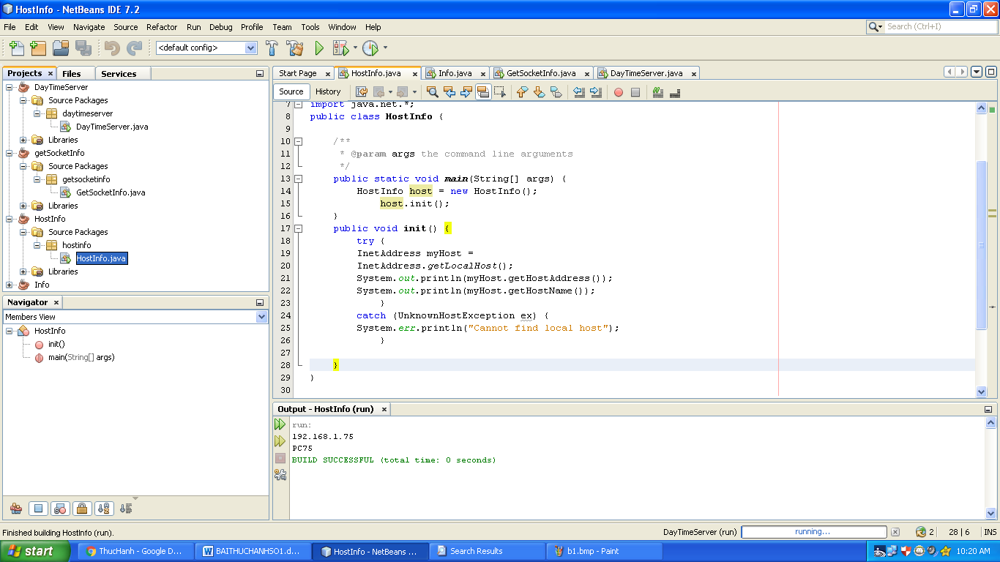 HostInfo - NetBeans IDE 7.2
File Edit View Navigate Source Refactor Run Debug Profile Team Tools Window Help
Search (Ctrl+I)
<default config>
Projects Files Services
DayTimeServer
Source Packages
daytimeserver
DayTimeServer.java
Libraries
getSocketInfo
Source Packages
getsocketinfo
GetSocketInfo.java
Libraries
HostInfo
Source Packages
hostinfo
HostInfo.java
Libraries
Info
Navigator
Members View
HostInfo
init()
main(String[] args)
Start Page HostInfo.java Info.java GetSocketInfo.java DayTimeServer.java
Source History
7 import java.net.*;
8 public class HostInfo {
9
10 /**
11 * @param args the command line arguments
12 */
13 public static void main(String[] args) {
14 HostInfo host = new HostInfo();
15 host.init();
16 }
17 public void init() {
18 try {
19 InetAddress myHost =
20 InetAddress.getLocalHost();
21 System.out.println(myHost.getHostAddress());
22 System.out.println(myHost.getHostName());
23 }
24 catch (UnknownHostException ex) {
25 System.err.println("Cannot find local host");
26 }
27
28 }
29 }
30
Output - HostInfo (run)
run:
192.168.1.75
PC75
BUILD SUCCESSFUL (total time: 0 seconds)
Finished building HostInfo (run). DayTimeServer (run) running... 2 28 | 6 INS
start ThucHanh - Google D... BAITHUCHANHSO1.d... HostInfo - NetBeans ... Search Results b1.bmp - Paint 10:20 AM